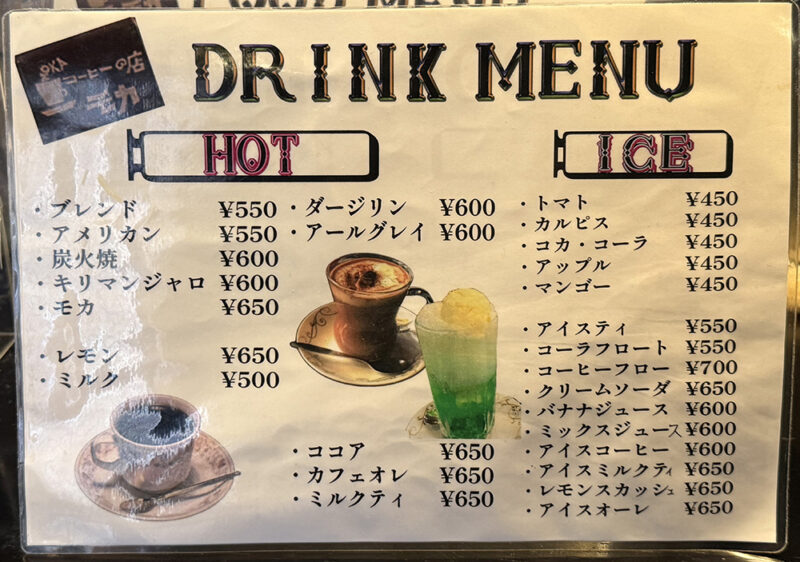 FOOD MENU
OKA
コーヒーの店
DRINK MENU
HOT
・ブレンド ¥550
・アメリカン ¥550
・炭火焼 ¥600
・キリマンジャロ ¥600
・モカ ¥650
・レモン ¥650
・ミルク ¥500
・ダージリン ¥600
・アールグレイ ¥600
・ココア ¥650
・カフェオレ ¥650
・ミルクティ ¥650
ICE
・トマト ¥450
・カルピス ¥450
・コカ・コーラ ¥450
・アップル ¥450
・マンゴー ¥450
・アイスティ ¥550
・コーラフロート ¥550
・コーヒーフロー ¥700
・クリームソーダ ¥650
・バナナジュース ¥600
・ミックスジュース ¥600
・アイスコーヒー ¥600
・アイスミルクティ ¥650
・レモンスカッシュ ¥650
・アイスオーレ ¥650